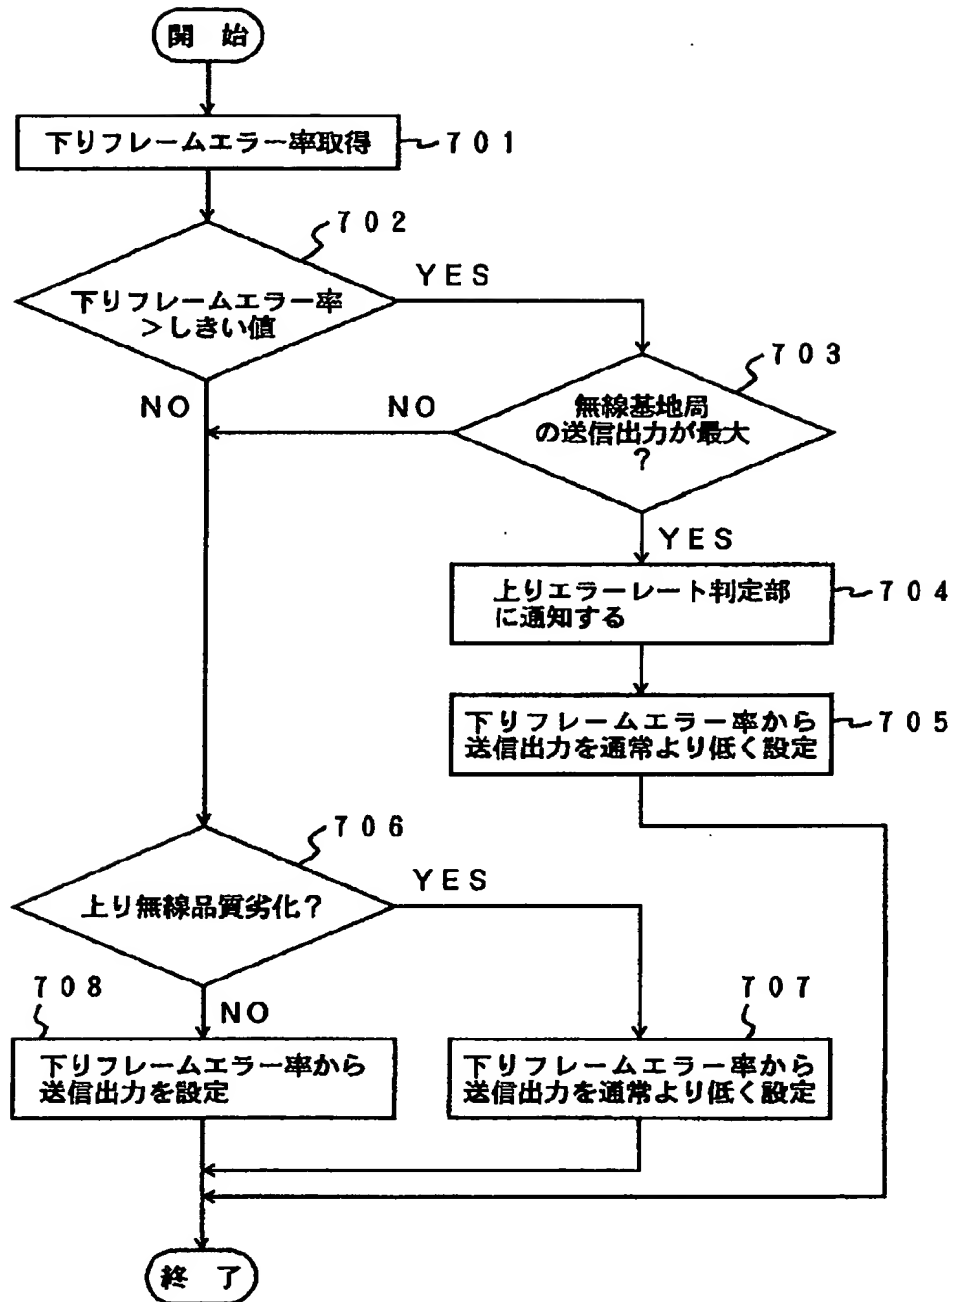 開 始
下りフレームエラー率取得
701
702
下りフレームエラー率
>しきい値
YES
NO
703
無線基地局
の送信出力が最大
?
NO
YES
上りエラーレート判定部
に通知する
704
下りフレームエラー率から
送信出力を通常より低く設定
705
706
上り無線品質劣化?
YES
NO
708
下りフレームエラー率から
送信出力を設定
707
下りフレームエラー率から
送信出力を通常より低く設定
終 了